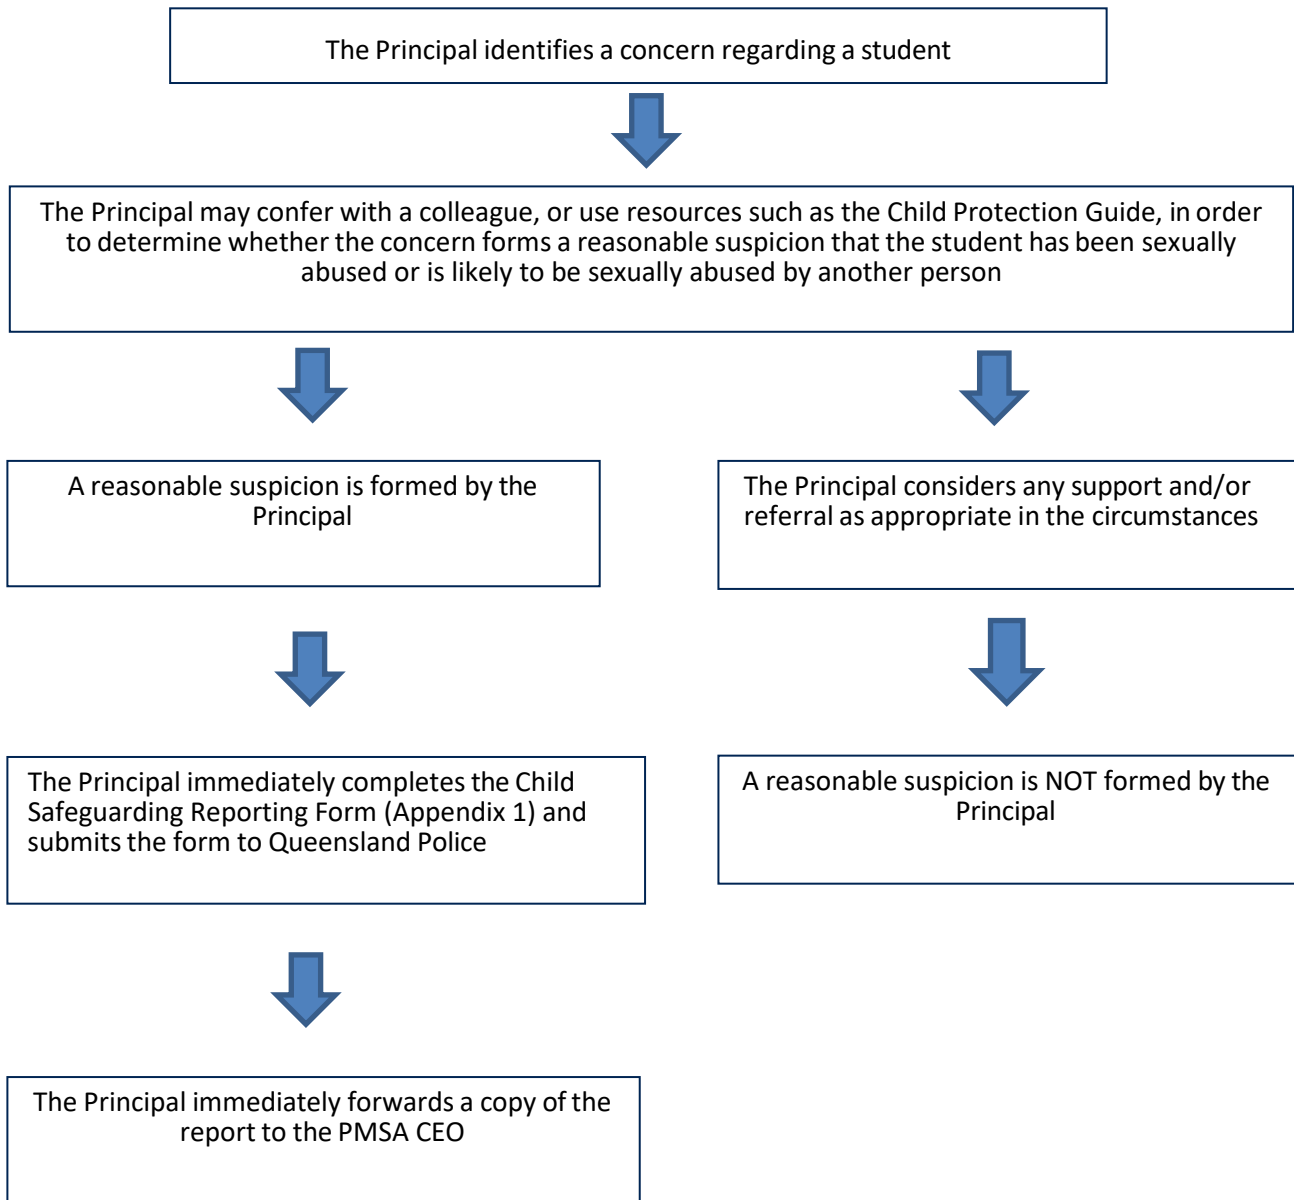 The Principal identifies a concern regarding a student
The Principal may confer with a colleague, or use resources such as the Child Protection Guide, in order
to determine whether the concern forms a reasonable suspicion that the student has been sexually
abused or is likely to be sexually abused by another person
A reasonable suspicion is formed by the
Principal
The Principal considers any support and/or
referral as appropriate in the circumstances
The Principal immediately completes the Child
Safeguarding Reporting Form (Appendix 1) and
submits the form to Queensland Police
A reasonable suspicion is NOT formed by the
Principal
The Principal immediately forwards a copy of the
report to the PMSA CEO